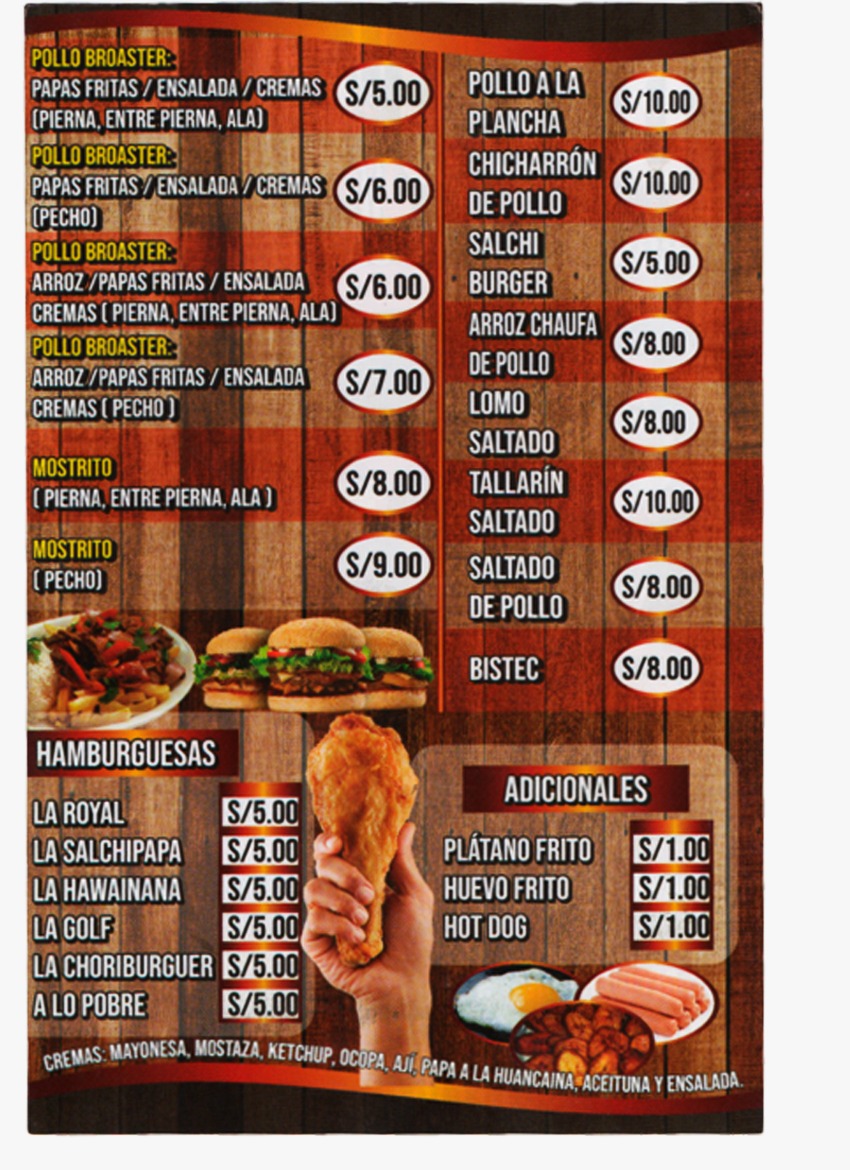 POLLO BROASTER:
PAPAS FRITAS / ENSALADA / CREMAS
(PIERNA, ENTRE PIERNA, ALA)
S/5.00
POLLO BROASTER:
PAPAS FRITAS / ENSALADA / CREMAS
(PECHO)
S/6.00
POLLO BROASTER:
ARROZ /PAPAS FRITAS / ENSALADA
CREMAS ( PIERNA, ENTRE PIERNA, ALA)
S/6.00
POLLO BROASTER:
ARROZ /PAPAS FRITAS / ENSALADA
CREMAS ( PECHO )
S/7.00
MOSTRITO
( PIERNA, ENTRE PIERNA, ALA )
S/8.00
MOSTRITO
( PECHO)
S/9.00
POLLO A LA
PLANCHA
S/10.00
CHICHARRÓN
DE POLLO
S/10.00
SALCHI
BURGER
S/5.00
ARROZ CHAUFA
DE POLLO
S/8.00
LOMO
SALTADO
S/8.00
TALLARÍN
SALTADO
S/10.00
SALTADO
DE POLLO
S/8.00
BISTEC
S/8.00
HAMBURGUESAS
LA ROYAL S/5.00
LA SALCHIPAPA S/5.00
LA HAWAINANA S/5.00
LA GOLF S/5.00
LA CHORIBURGUER S/5.00
A LO POBRE S/5.00
ADICIONALES
PLÁTANO FRITO S/1.00
HUEVO FRITO S/1.00
HOT DOG S/1.00
CREMAS: MAYONESA, MOSTAZA, KETCHUP, OCOPA, AJÍ, PAPA A LA HUANCAINA, ACEITUNA Y ENSALADA.